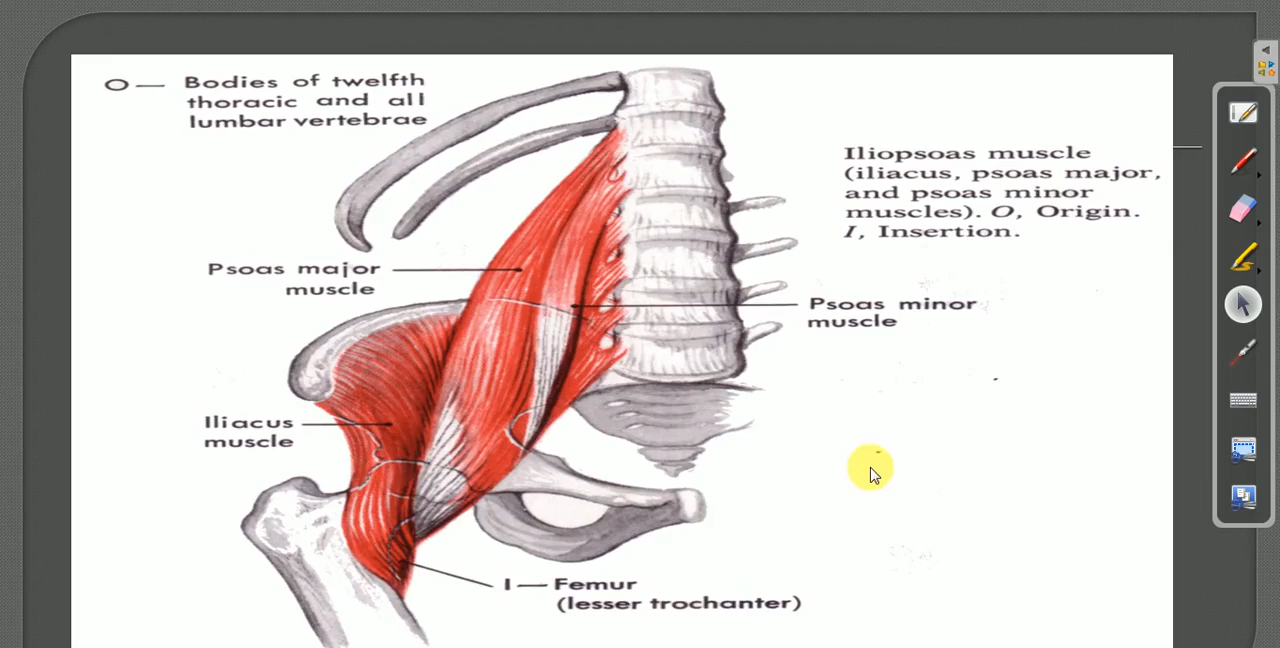 O — Bodies of twelfth
thoracic and all
lumbar vertebrae
Iliopsoas muscle
(iliacus, psoas major,
and psoas minor
muscles). O, Origin.
I, Insertion.
Psoas major
muscle
Psoas minor
muscle
Iliacus
muscle
I — Femur
(lesser trochanter)